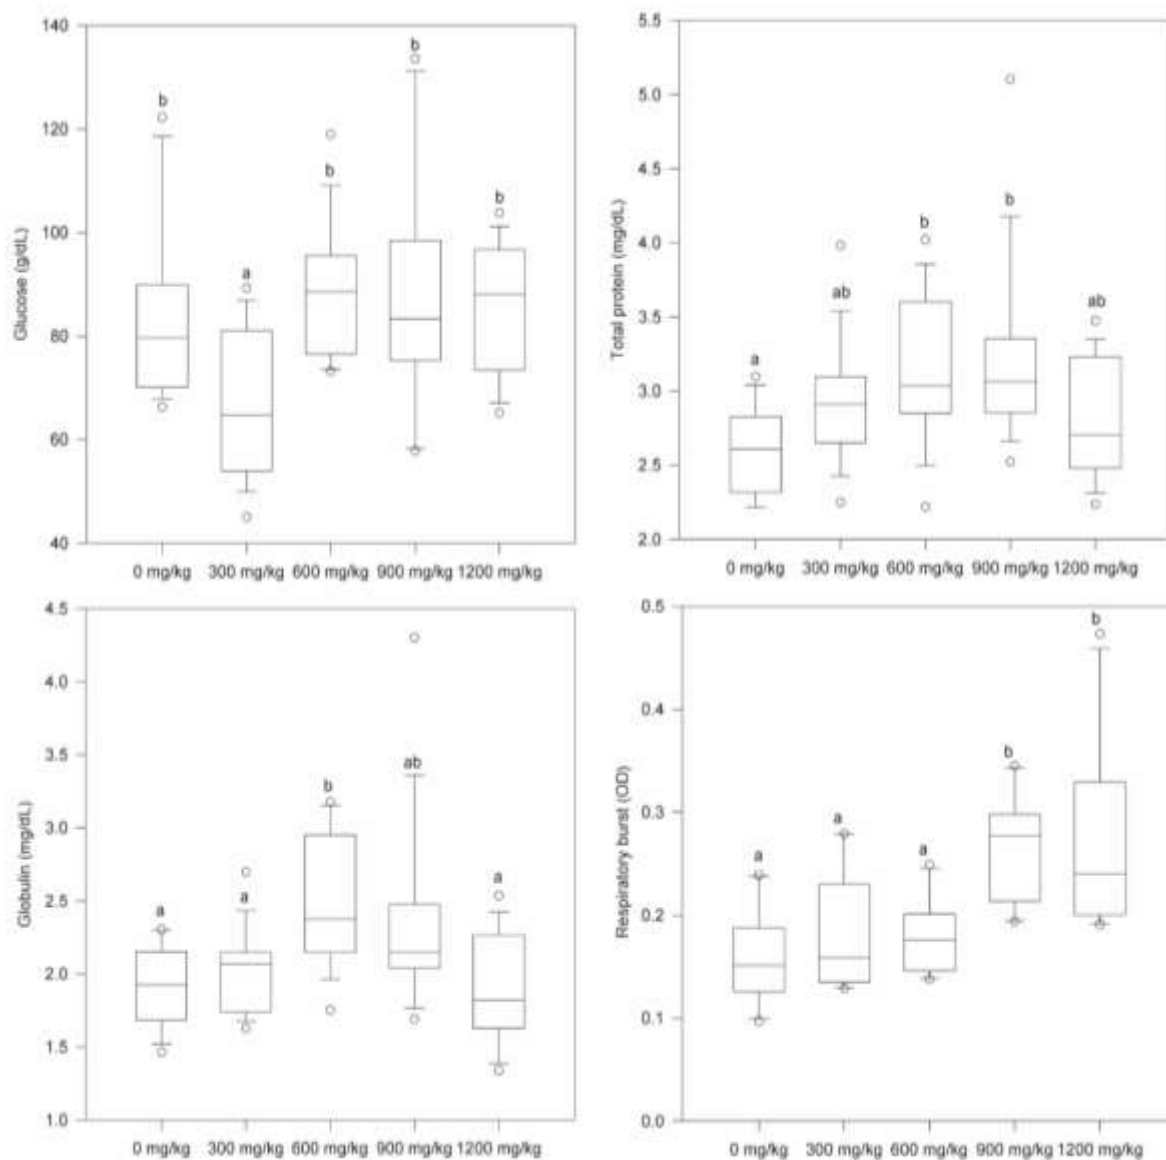 140
120
100
80
60
40
Glucose (g/dL)
b
a
b
b
b
0 mg/kg 300 mg/kg 600 mg/kg 900 mg/kg 1200 mg/kg
5.5
5.0
4.5
4.0
3.5
3.0
2.5
2.0
Total protein (mg/dL)
a
ab
b
b
ab
0 mg/kg 300 mg/kg 600 mg/kg 900 mg/kg 1200 mg/kg
4.5
4.0
3.5
3.0
2.5
2.0
1.5
1.0
Globulin (mg/dL)
a
a
b
ab
a
0 mg/kg 300 mg/kg 600 mg/kg 900 mg/kg 1200 mg/kg
0.5
0.4
0.3
0.2
0.1
0.0
Respiratory burst (OD)
a
a
a
b
b
0 mg/kg 300 mg/kg 600 mg/kg 900 mg/kg 1200 mg/kg